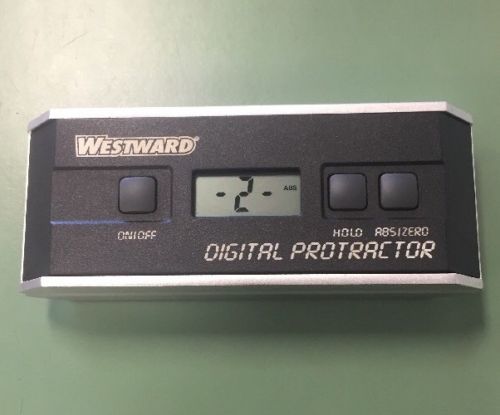 WESTWARD®
-2- ABS
ON/OFF
HOLD ABS/ZERO
DIGITAL PROTRACTOR